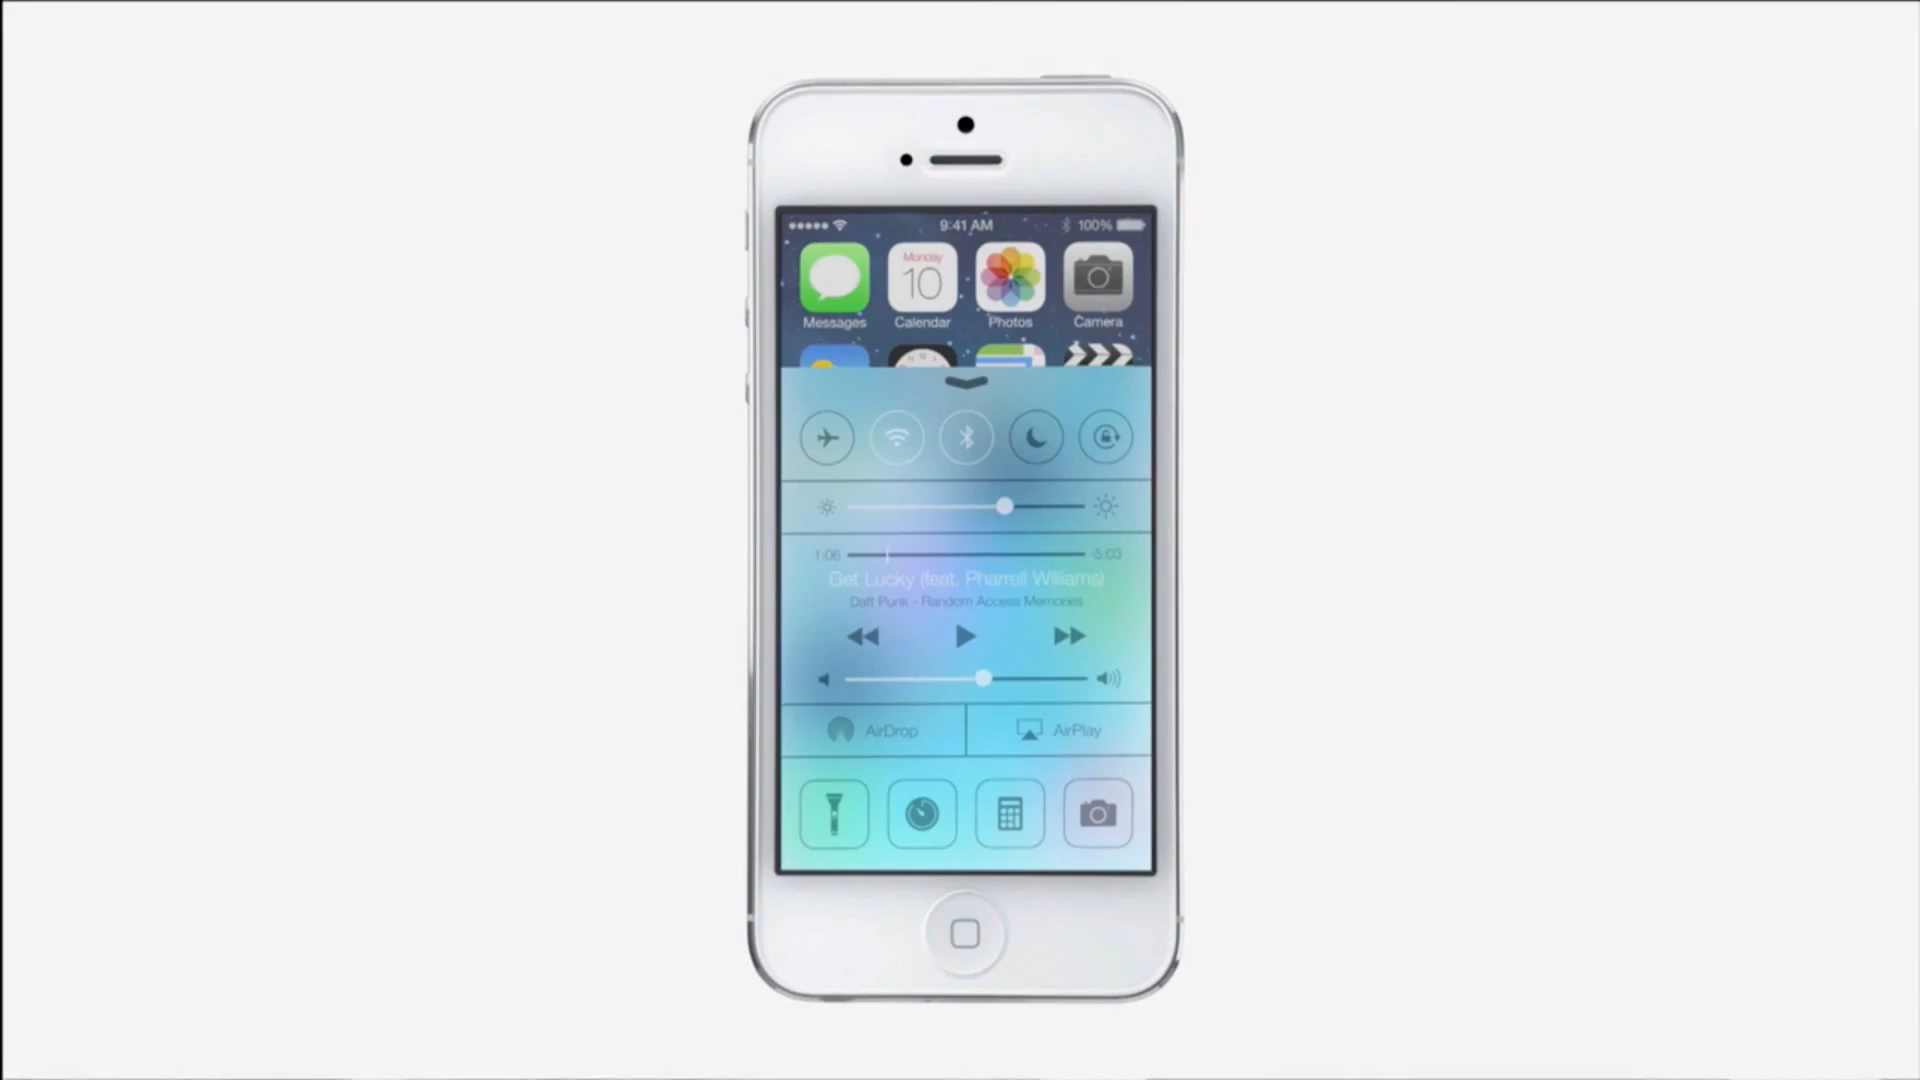 9:41 AM 100%
Monday
10
Messages Calendar Photos Camera
1:06 -5:03
Get Lucky (feat. Pharrell Williams)
Daft Punk - Random Access Memories
AirDrop AirPlay